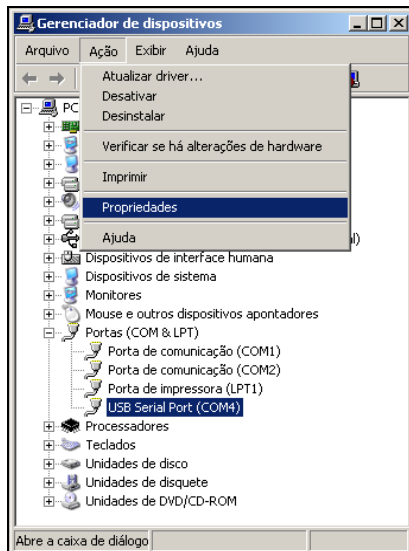 Gerenciador de dispositivos
Arquivo Ação Exibir Ajuda
Atualizar driver...
Desativar
Desinstalar
Verificar se há alterações de hardware
Imprimir
Propriedades
Ajuda
PC
l)
Dispositivos de interface humana
Dispositivos de sistema
Monitores
Mouse e outros dispositivos apontadores
Portas (COM & LPT)
Porta de comunicação (COM1)
Porta de comunicação (COM2)
Porta de impressora (LPT1)
USB Serial Port (COM4)
Processadores
Teclados
Unidades de disco
Unidades de disquete
Unidades de DVD/CD-ROM
Abre a caixa de diálogo